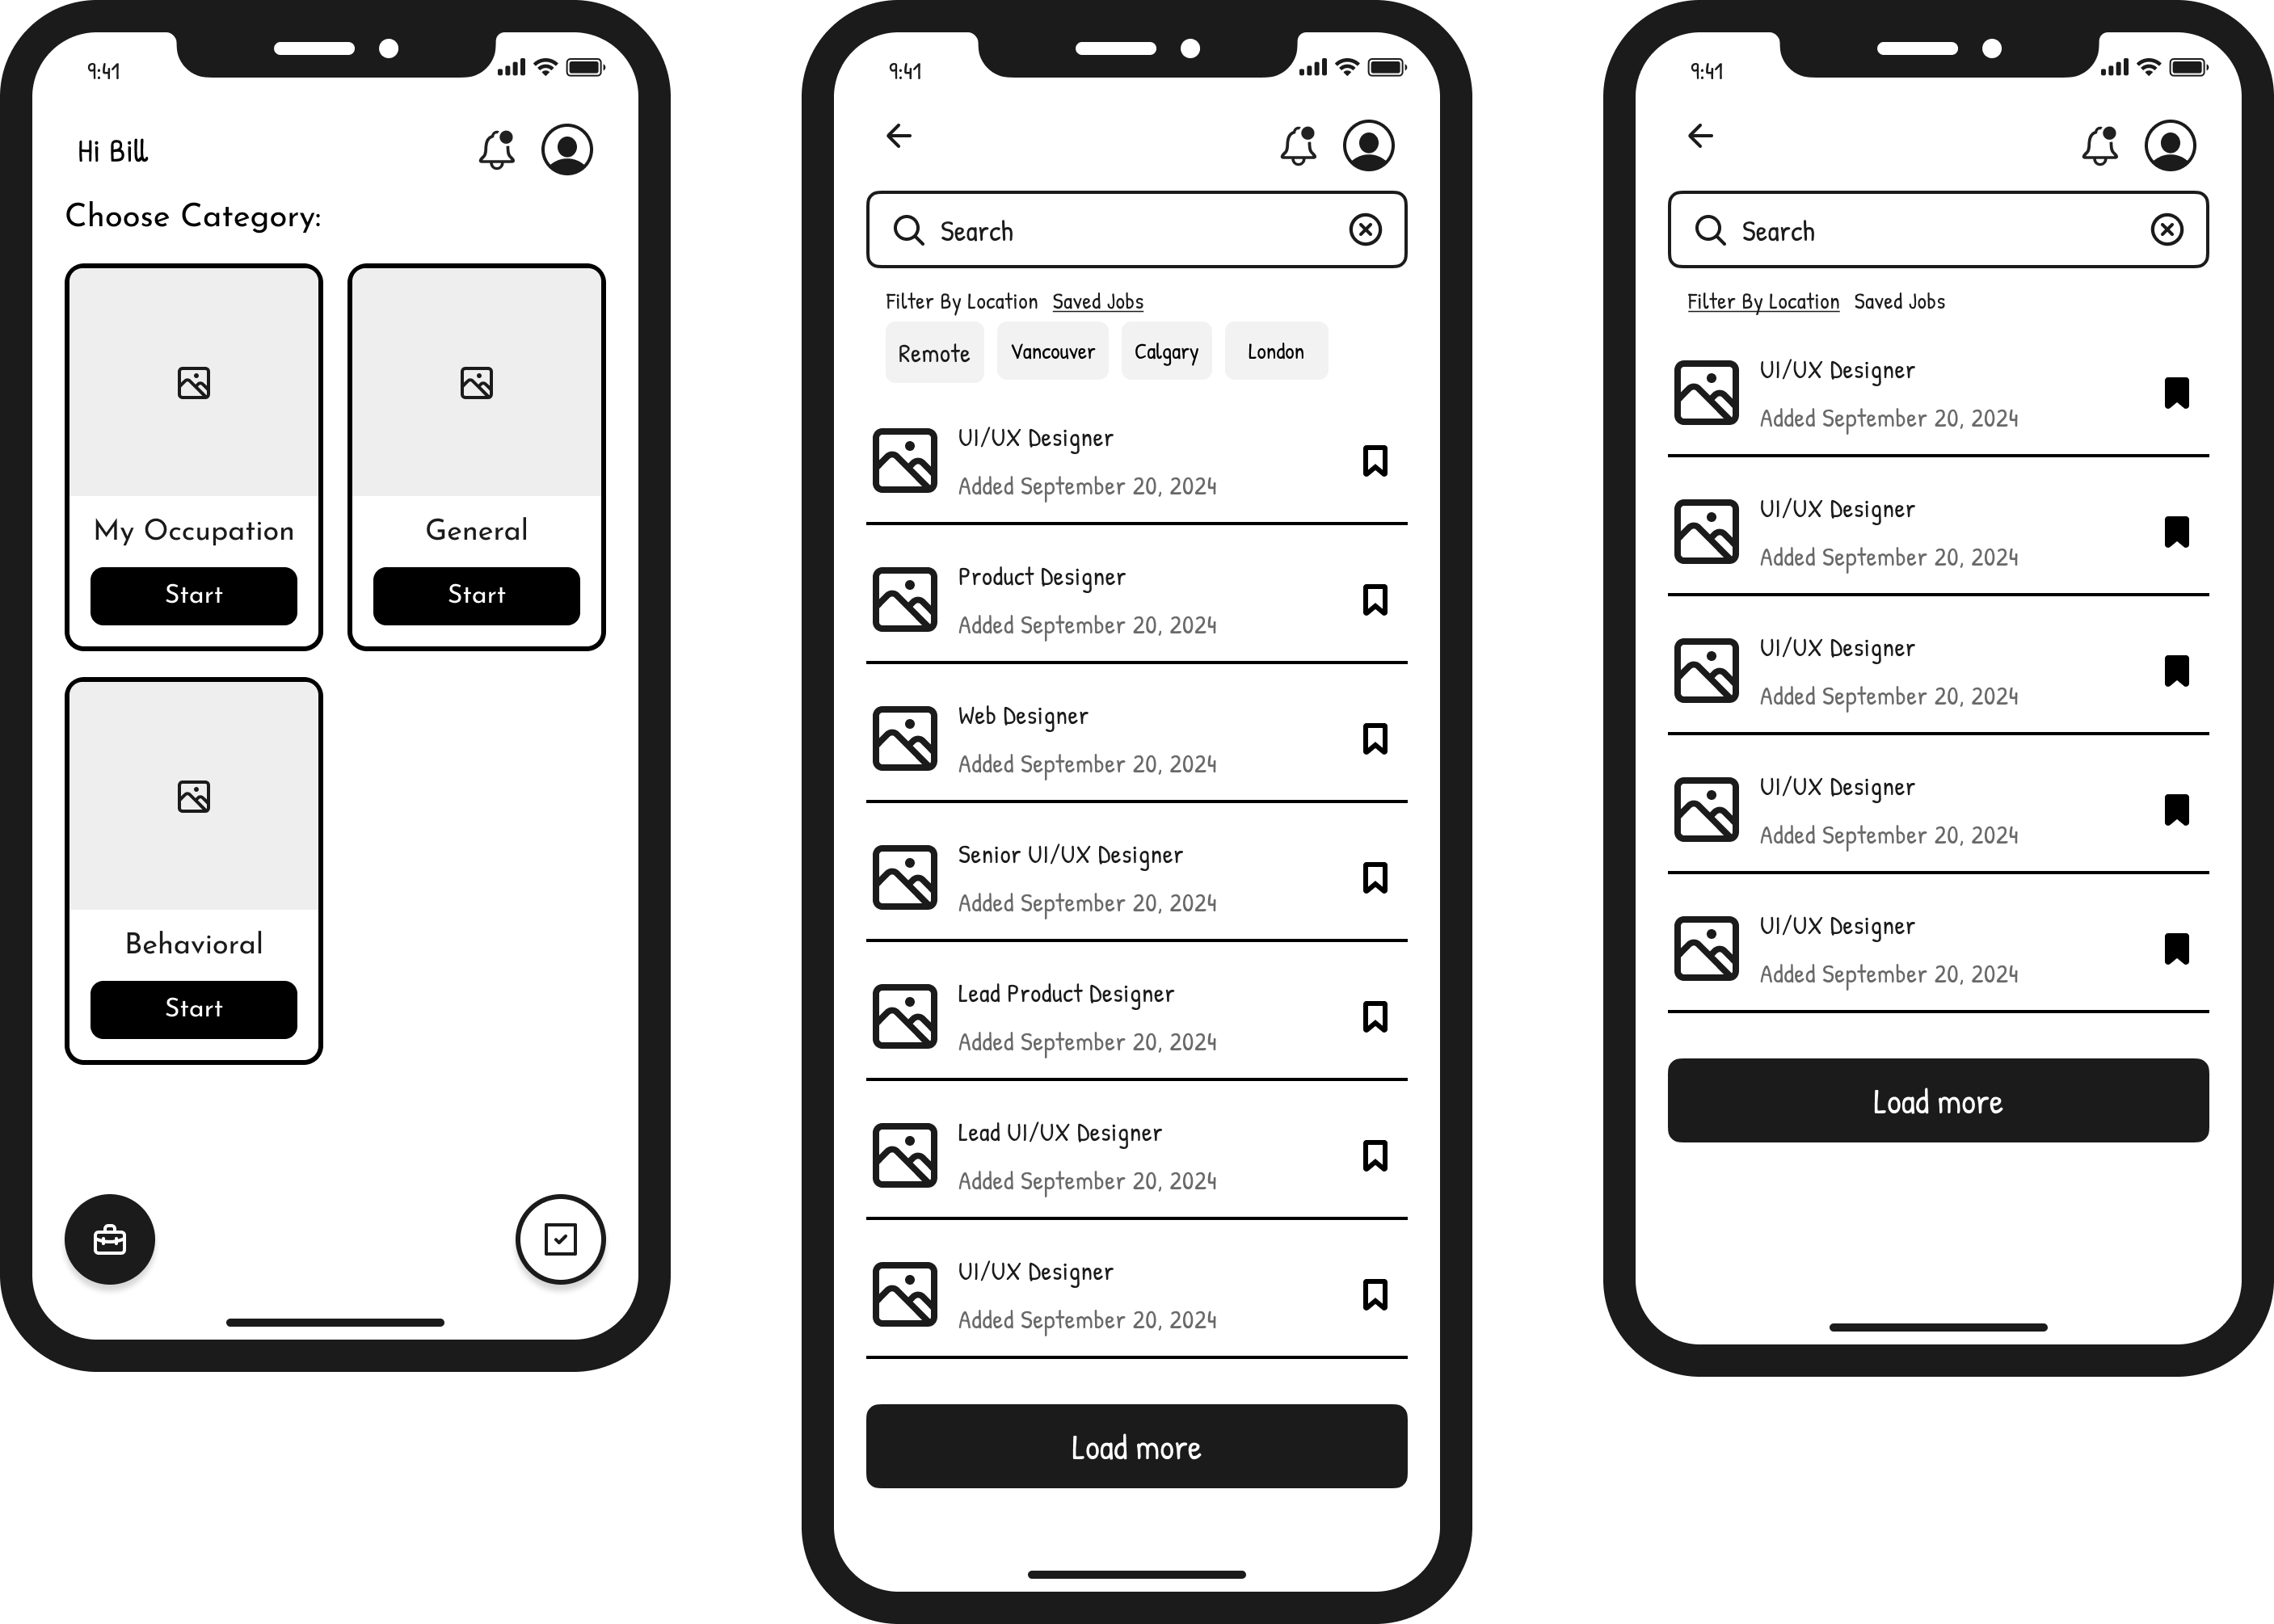 9:41
Hi Bill
Choose Category:
My Occupation
General
Start
Start
Behavioral
Start
9:41
Search
Filter By Location Saved Jobs
Remote Vancouver Calgary London
UI/UX Designer
Added September 20, 2024
Product Designer
Added September 20, 2024
Web Designer
Added September 20, 2024
Senior UI/UX Designer
Added September 20, 2024
Lead Product Designer
Added September 20, 2024
Lead UI/UX Designer
Added September 20, 2024
UI/UX Designer
Added September 20, 2024
Load more
9:41
Search
Filter By Location Saved Jobs
UI/UX Designer
Added September 20, 2024
UI/UX Designer
Added September 20, 2024
UI/UX Designer
Added September 20, 2024
UI/UX Designer
Added September 20, 2024
UI/UX Designer
Added September 20, 2024
Load more